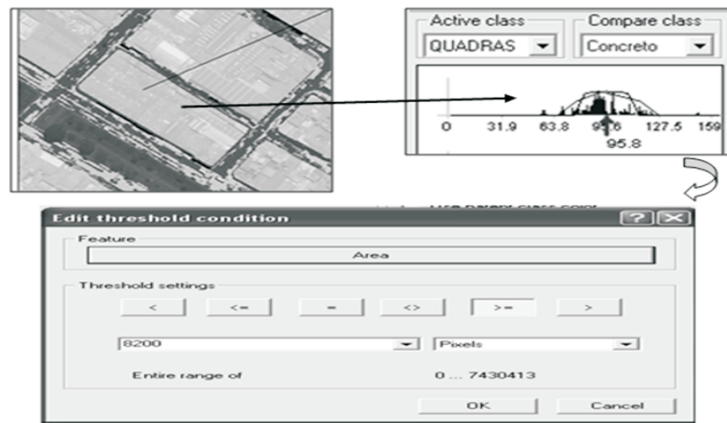 Active class
Compare class
QUADRAS
Concreto
0 31.9 63.8 95.6 127.5 159
95.8
Edit threshold condition
Feature
Area
Threshold settings
< <= = <> >= >
8200 Pixels
Entire range of 0 ... 7430413
OK Cancel